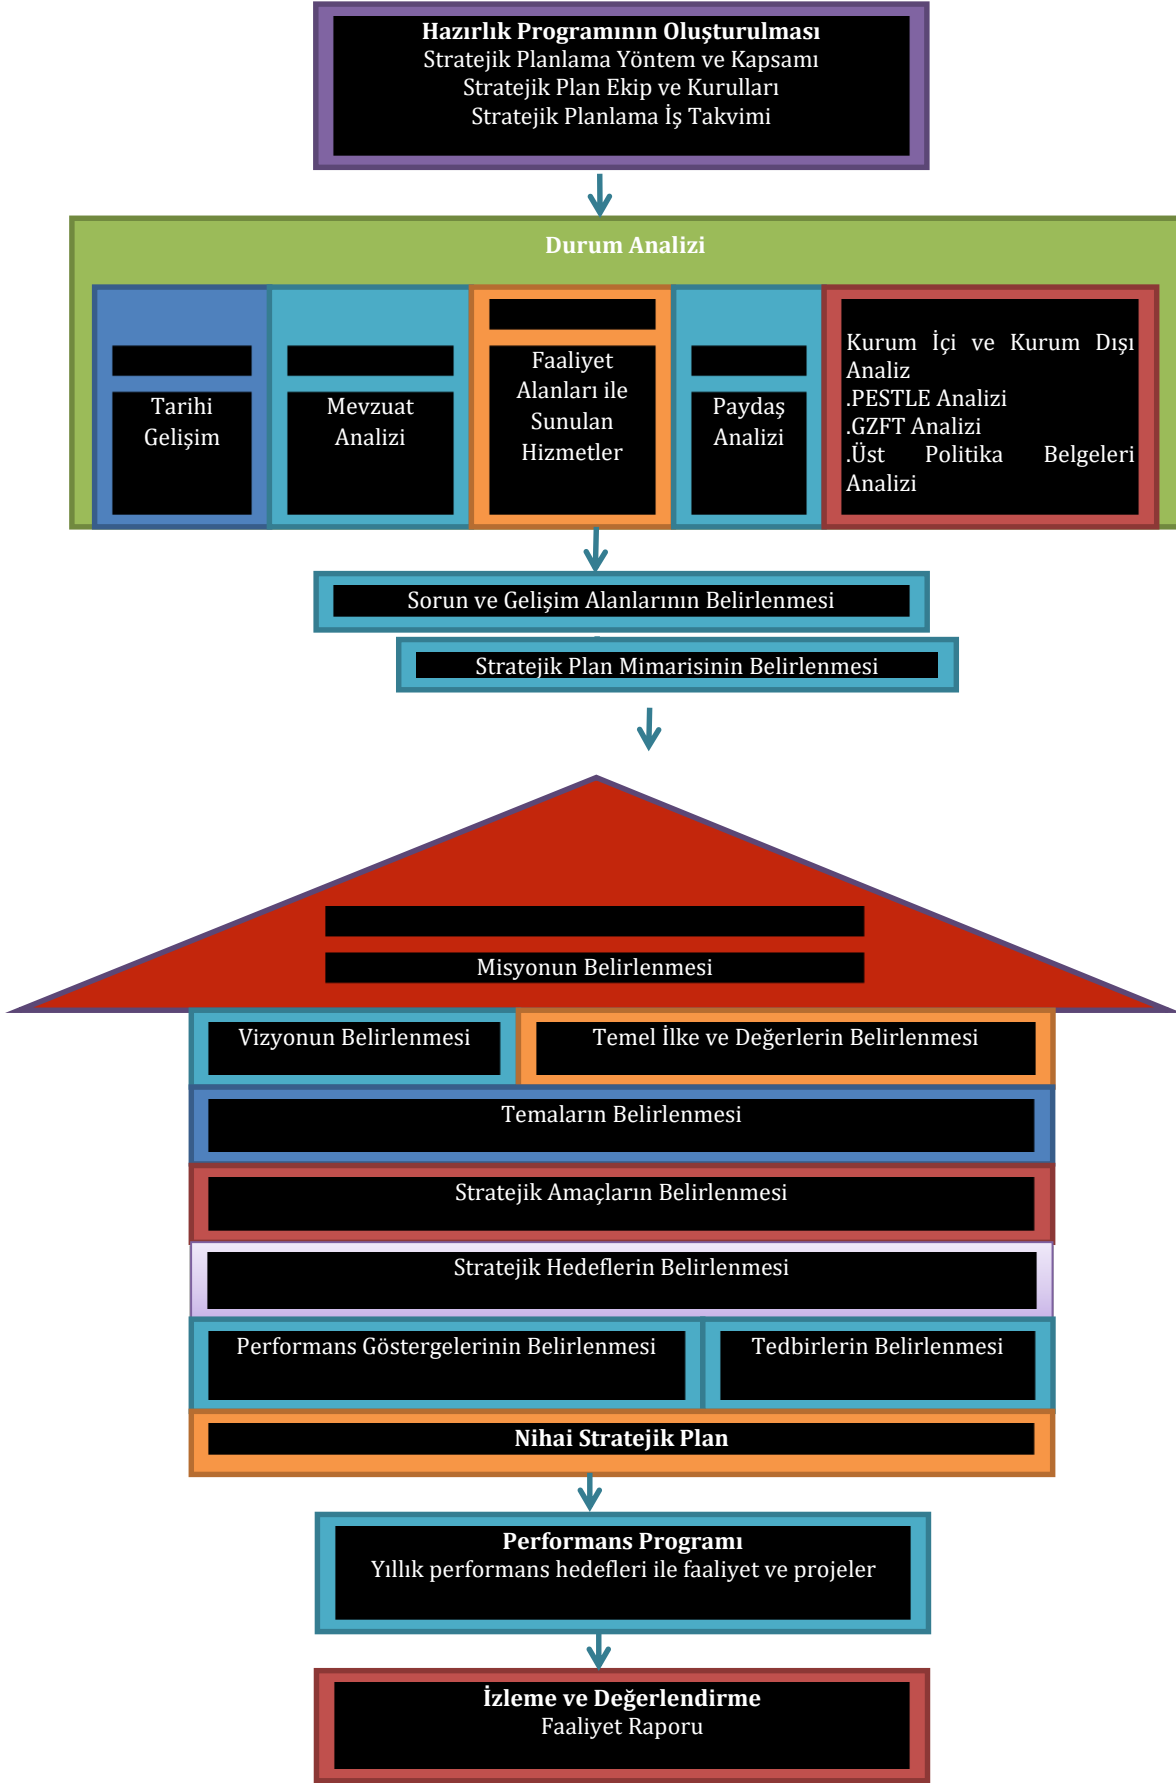 Hazırlık Programının Oluşturulması
Stratejik Planlama Yöntem ve Kapsamı
Stratejik Plan Ekip ve Kurulları
Stratejik Planlama İş Takvimi
Durum Analizi
Tarihi
Gelişim
Mevzuat
Analizi
Faaliyet
Alanları ile
Sunulan
Hizmetler
Paydaş
Analizi
Kurum İçi ve Kurum Dışı
Analiz
.PESTLE Analizi
.GZFT Analizi
.Üst Politika Belgeleri
Analizi
Sorun ve Gelişim Alanlarının Belirlenmesi
Stratejik Plan Mimarisinin Belirlenmesi
Misyonun Belirlenmesi
Vizyonun Belirlenmesi
Temel İlke ve Değerlerin Belirlenmesi
Temaların Belirlenmesi
Stratejik Amaçların Belirlenmesi
Stratejik Hedeflerin Belirlenmesi
Performans Göstergelerinin Belirlenmesi
Tedbirlerin Belirlenmesi
Nihai Stratejik Plan
Performans Programı
Yıllık performans hedefleri ile faaliyet ve projeler
İzleme ve Değerlendirme
Faaliyet Raporu